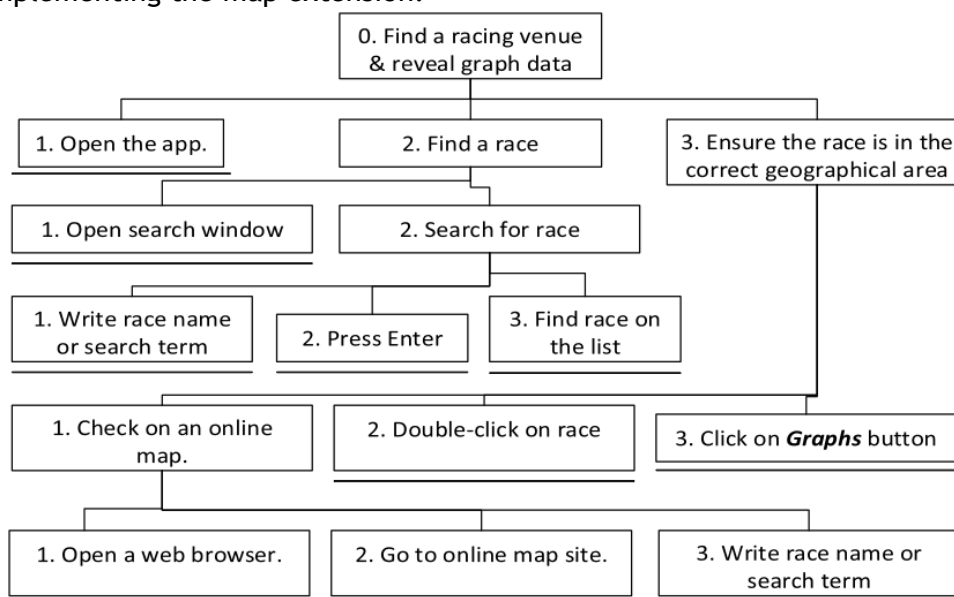 0. Find a racing venue
& reveal graph data
1. Open the app.
2. Find a race
3. Ensure the race is in the
correct geographical area
1. Open search window
2. Search for race
1. Write race name
or search term
2. Press Enter
3. Find race on
the list
1. Check on an online
map.
2. Double-click on race
3. Click on Graphs button
1. Open a web browser.
2. Go to online map site.
3. Write race name or
search term